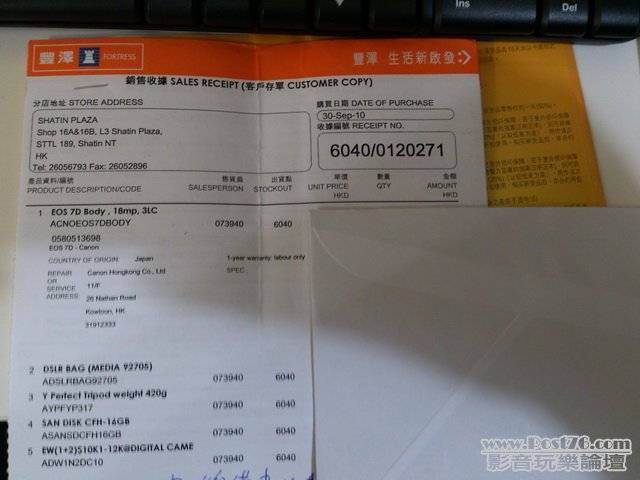 Ins
豐澤 FORTRESS 豐澤 生活新啟發
銷售收據 SALES RECEIPT (客戶存單 CUSTOMER COPY)
分店地址 STORE ADDRESS
SHATIN PLAZA
Shop 16A&16B, L3 Shatin Plaza,
STTL 189, Shatin NT
HK
Tel: 26056793 Fax: 26052896
購買日期 DATE OF PURCHASE
30-Sep-10
收據編號 RECEIPT NO.
6040/0120271
產品資料/編號 售貨員 出貨點 單價 數量 金額
PRODUCT DESCRIPTION/CODE SALESPERSON STOCKOUT UNIT PRICE QTY AMOUNT
HKD HKD
1 EOS 7D Body , 18mp, 3LC
ACNOEOS7DBODY 073940 6040
0580513698
EOS 7D - Canon
COUNTRY OF ORIGIN: Japan 1-year warranty: labour only
REPAIR Canon Hongkong Co., Ltd SPEC.:
OR 11/F
SERVICE
ADDRESS: 26 Nathan Road
Kowloon, HK
31912333
2 DSLR BAG (MEDIA 92705)
ADSLRBAG92705 073940 6040
3 Y Perfect Tripod weight 420g
AYPFYP317 073940 6040
4 SAN DISK CFH-16GB
ASANSDCFH16GB 073940 6040
5 EW(1+2)$10K1-12K@DIGITAL CAME
ADW1N2DC10 073940 6040
www.Post76.com
影音玩樂論壇